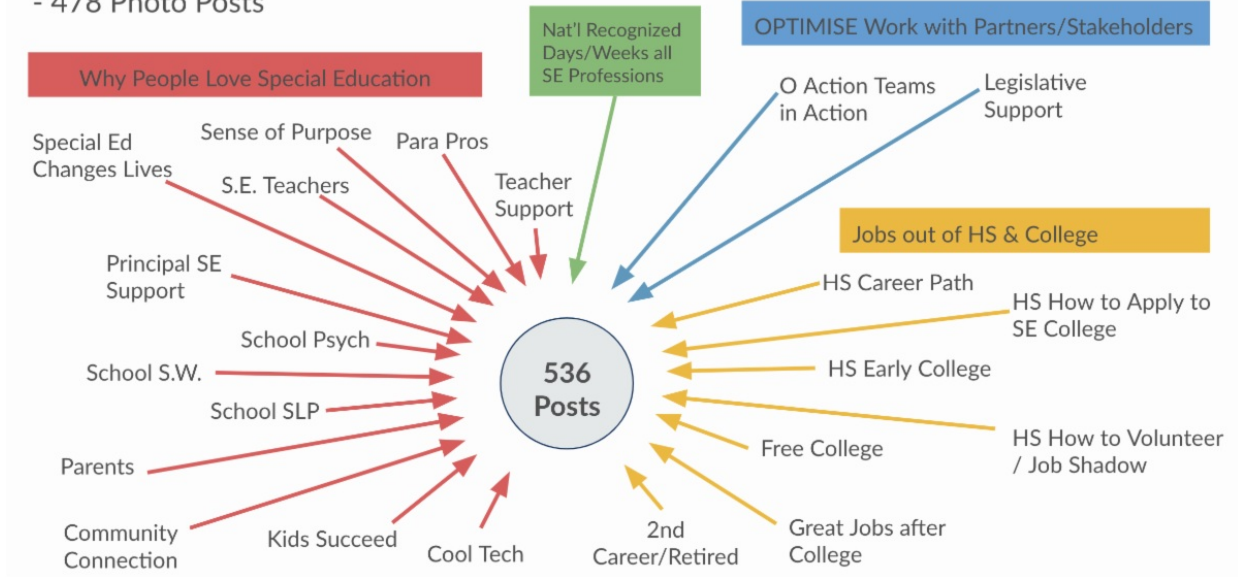 - 478 Photo Posts
Nat'l Recognized
Days/Weeks all
SE Professions
OPTIMISE Work with Partners/Stakeholders
Why People Love Special Education
O Action Teams
in Action
Legislative
Support
Special Ed
Changes Lives
Sense of Purpose
Para Pros
S.E. Teachers
Teacher
Support
Jobs out of HS & College
Principal SE
Support
HS Career Path
HS How to Apply to
SE College
School Psych
School S.W.
HS Early College
536
Posts
School SLP
Free College
HS How to Volunteer
/ Job Shadow
Parents
Community
Connection
Kids Succeed
Cool Tech
2nd
Career/Retired
Great Jobs after
College